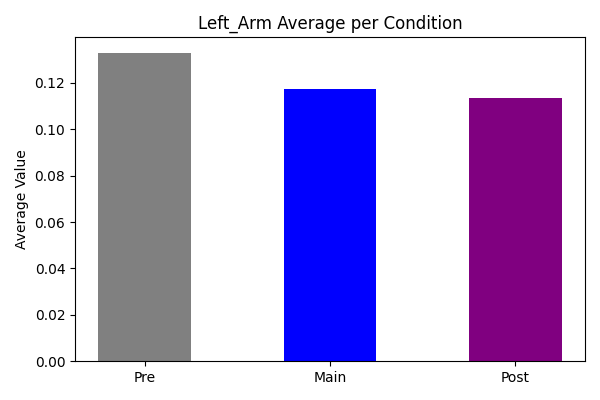 Left_Arm Average per Condition
Average Value
0.12
0.10
0.08
0.06
0.04
0.02
0.00
Pre
Main
Post